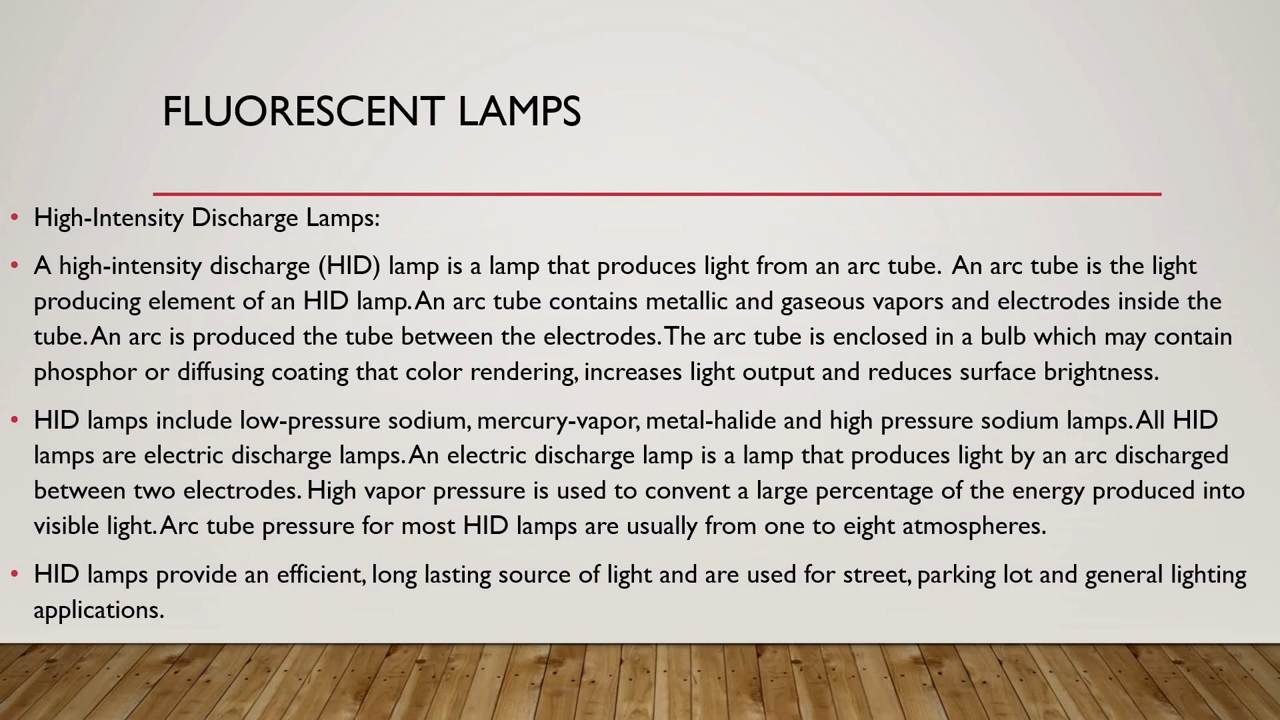 FLUORESCENT LAMPS
• High-Intensity Discharge Lamps:
• A high-intensity discharge (HID) lamp is a lamp that produces light from an arc tube.  An arc tube is the light
producing element of an HID lamp. An arc tube contains metallic and gaseous vapors and electrodes inside the
tube. An arc is produced the tube between the electrodes. The arc tube is enclosed in a bulb which may contain
phosphor or diffusing coating that color rendering, increases light output and reduces surface brightness.
• HID lamps include low-pressure sodium, mercury-vapor, metal-halide and high pressure sodium lamps. All HID
lamps are electric discharge lamps. An electric discharge lamp is a lamp that produces light by an arc discharged
between two electrodes. High vapor pressure is used to convent a large percentage of the energy produced into
visible light. Arc tube pressure for most HID lamps are usually from one to eight atmospheres.
• HID lamps provide an efficient, long lasting source of light and are used for street, parking lot and general lighting
applications.